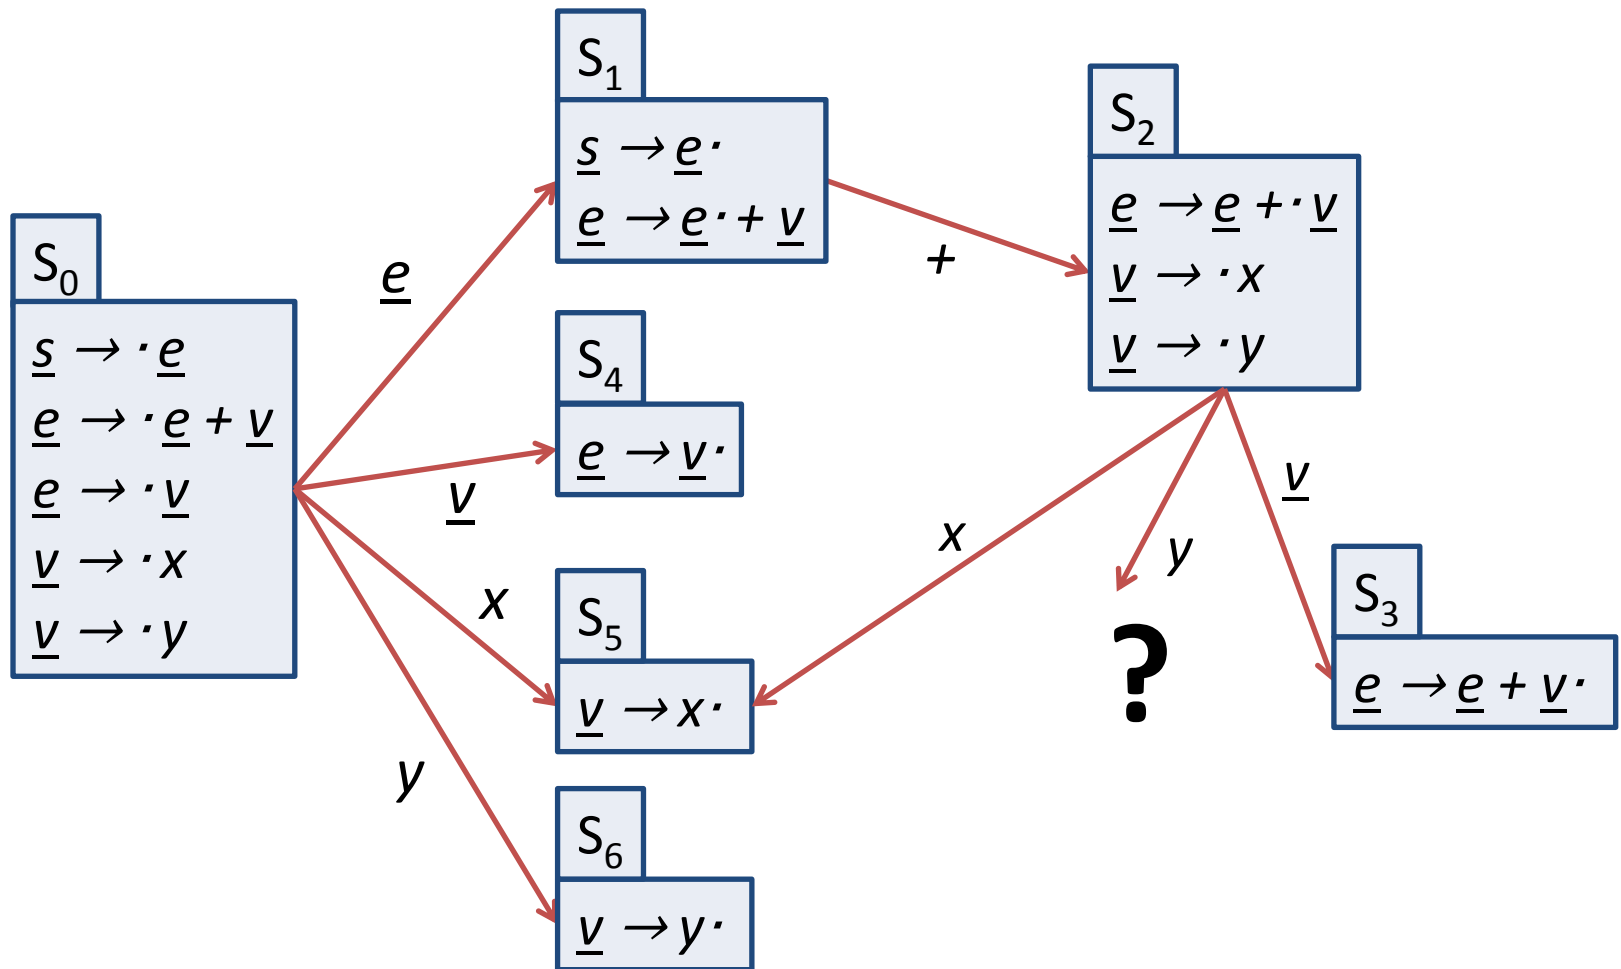 S₀
s → · e
e → · e + v
e → · v
v → · x
v → · y
e
v
x
y
S₁
s → e ·
e → e · + v
S₄
e → v ·
S₅
v → x ·
S₆
v → y ·
+
S₂
e → e + · v
v → · x
v → · y
x
y
v
?
S₃
e → e + v ·